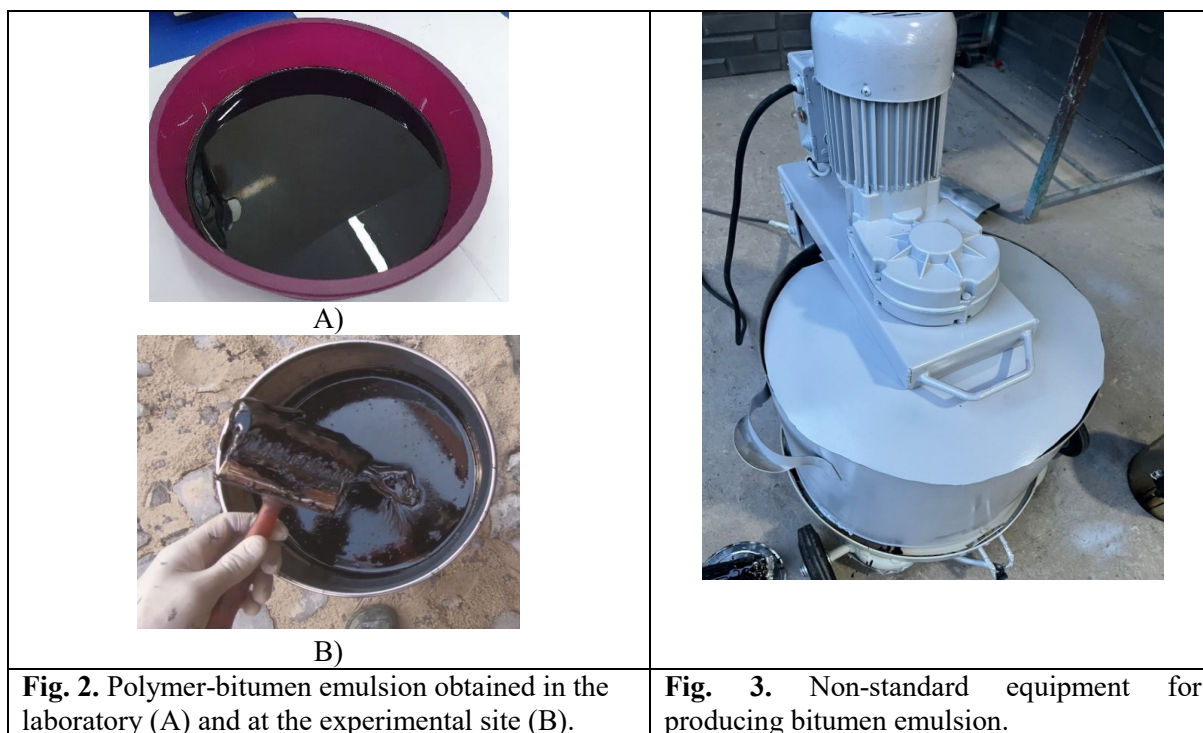 A)
B)
Fig. 2. Polymer-bitumen emulsion obtained in the
laboratory (A) and at the experimental site (B).
Fig. 3. Non-standard equipment for
producing bitumen emulsion.